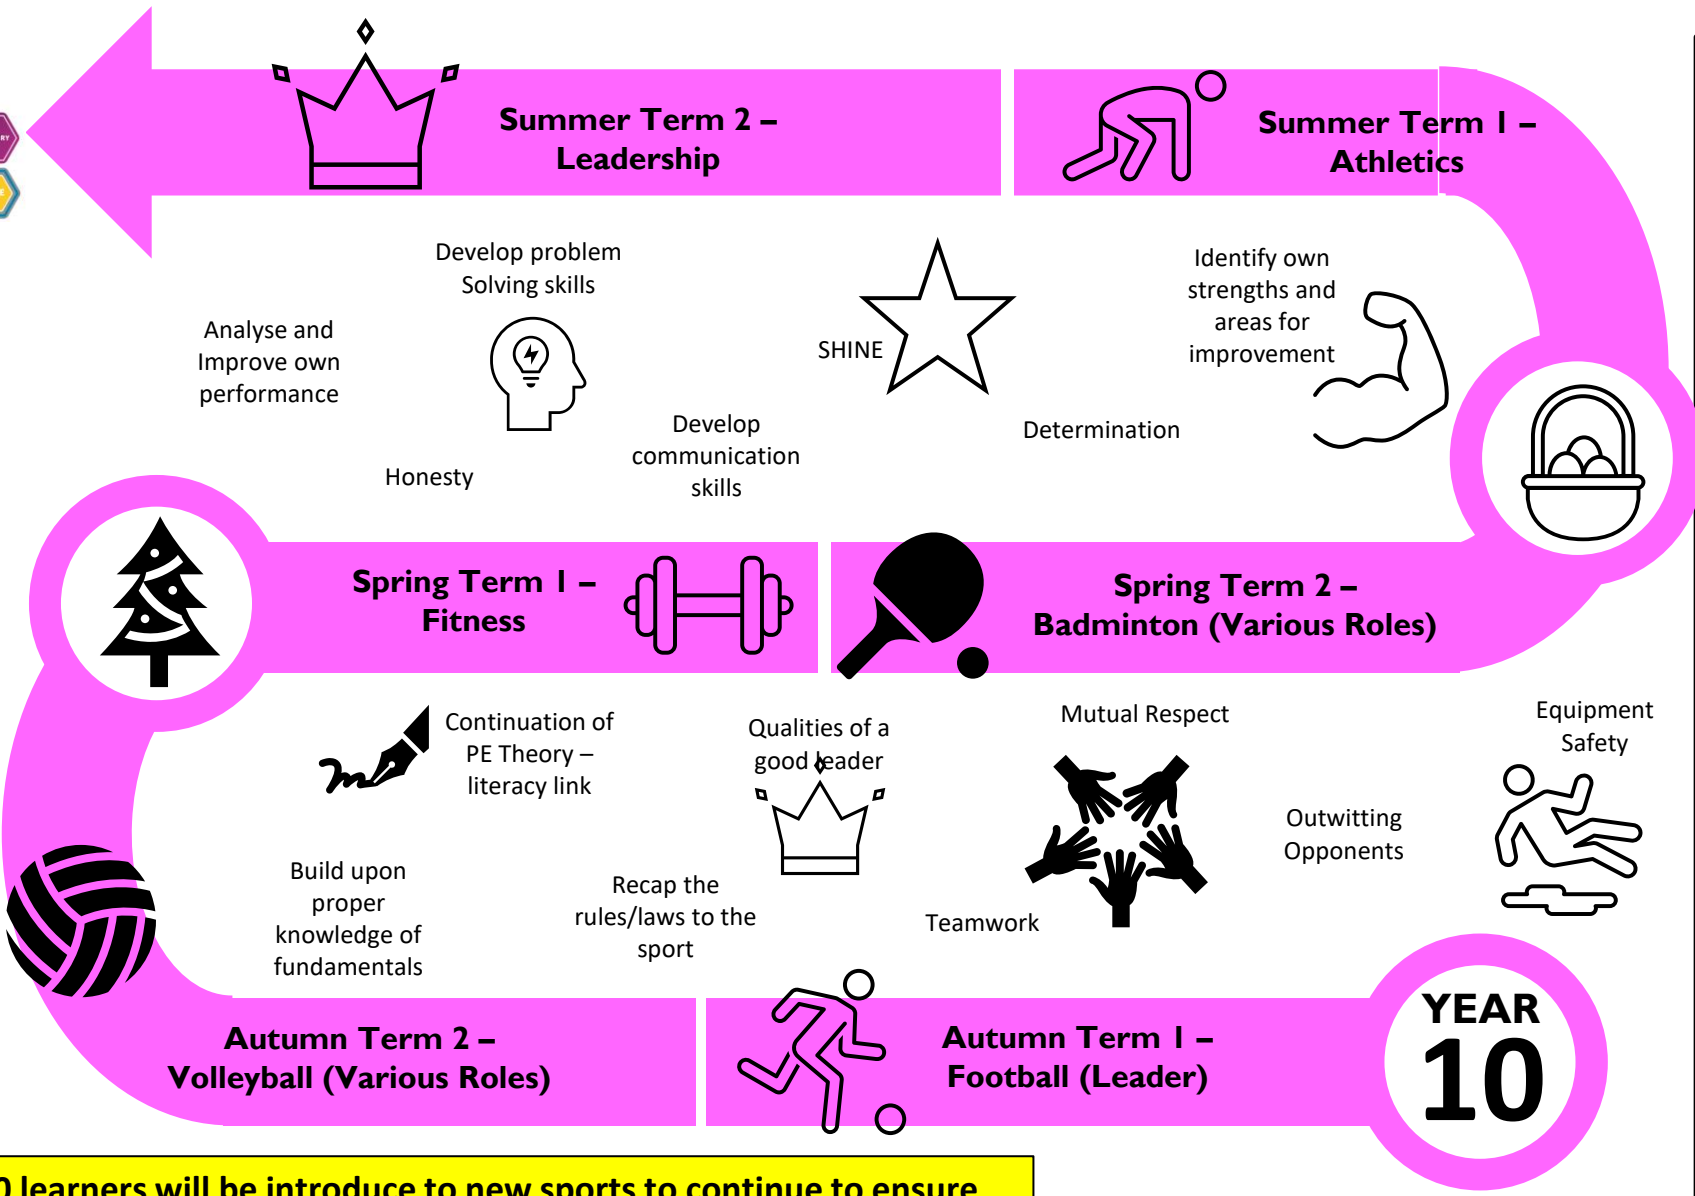 Summer Term 2 –
Leadership
Summer Term 1 –
Athletics
Develop problem
Solving skills
Analyse and
Improve own
performance
SHINE
Identify own
strengths and
areas for
improvement
Determination
Develop
communication
skills
Honesty
Spring Term 1 –
Fitness
Spring Term 2 –
Badminton (Various Roles)
Continuation of
PE Theory –
literacy link
Qualities of a
good leader
Mutual Respect
Equipment
Safety
Outwitting
Opponents
Build upon
proper
knowledge of
fundamentals
Recap the
rules/laws to the
sport
Teamwork
Autumn Term 2 –
Volleyball (Various Roles)
Autumn Term 1 –
Football (Leader)
YEAR
10
0 learners will be introduce to new sports to continue to ensure